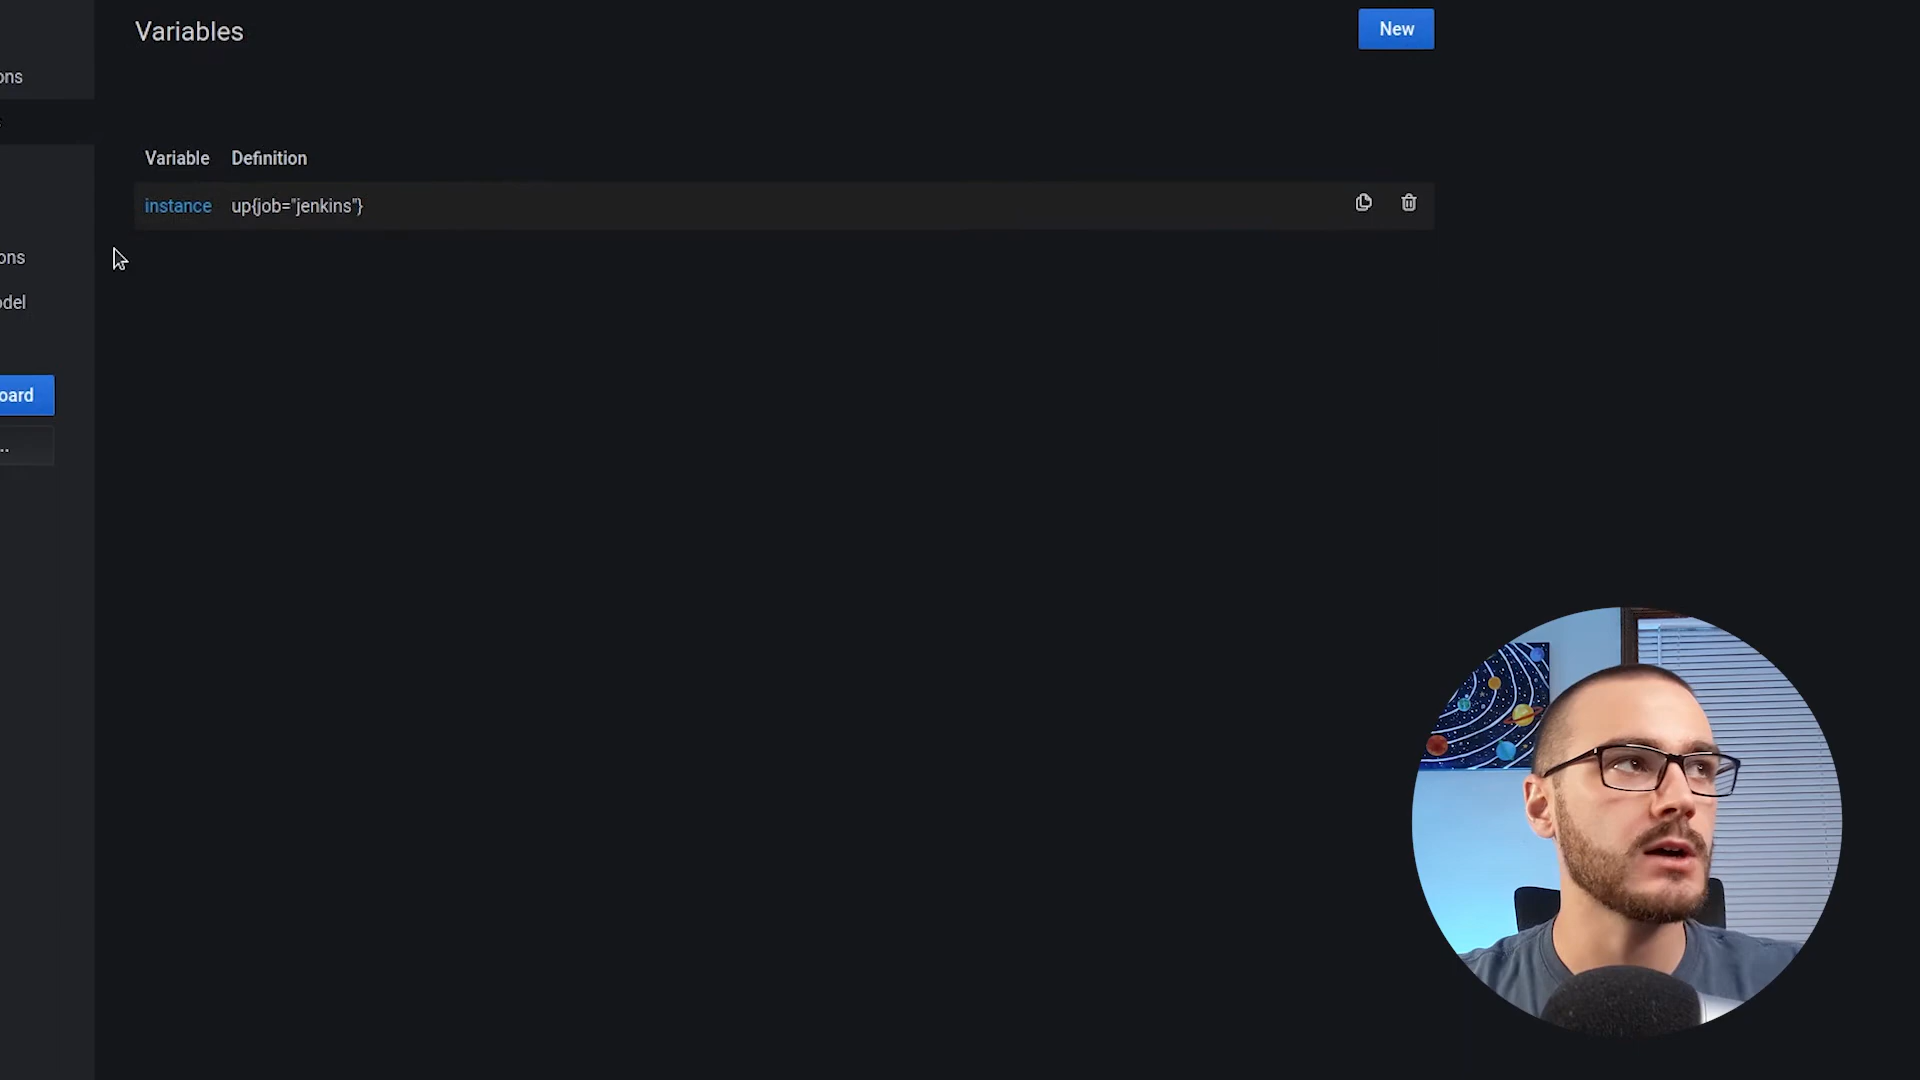 Variables
New
ons
Variable Definition
instance up{job="jenkins"}
ons
odel
oard
..